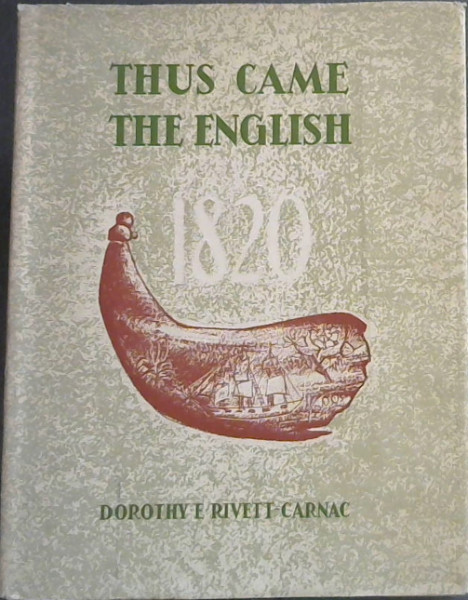 THUS CAME
THE ENGLISH
1820
DOROTHY E RIVETT-CARNAC